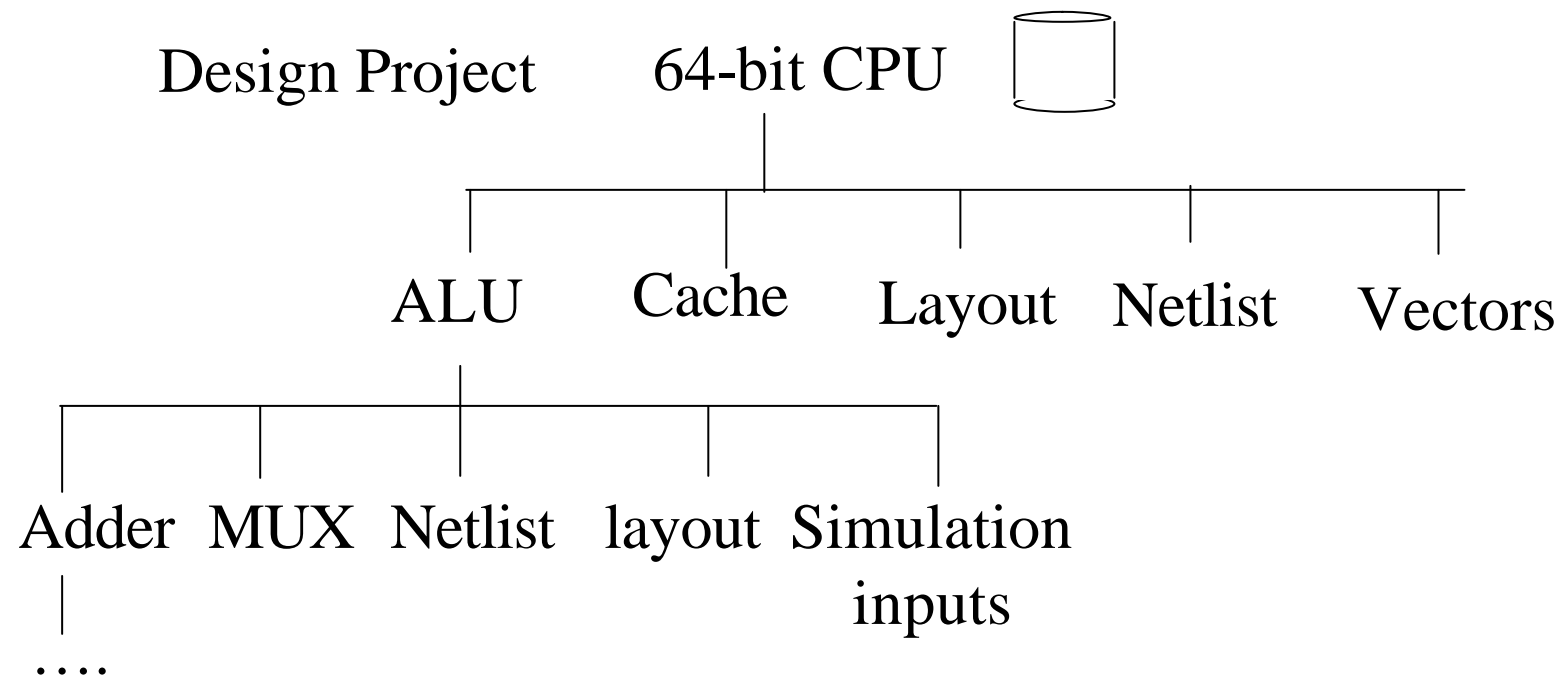 Design Project 64-bit CPU
ALU Cache Layout Netlist Vectors
Adder MUX Netlist layout Simulation
inputs
....